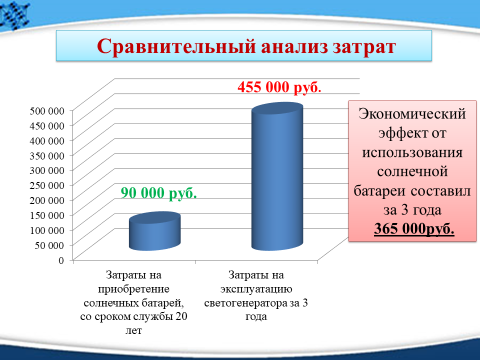 Сравнительный анализ затрат
455 000 руб.
90 000 руб.
500 000
450 000
400 000
350 000
300 000
250 000
200 000
150 000
100 000
50 000
0
Затраты на
приобретение
солнечных батарей,
со сроком службы 20
лет
Затраты на
эксплуатацию
светогенератора за 3
года
Экономический
эффект от
использования
солнечной
батареи составил
за 3 года
365 000руб.